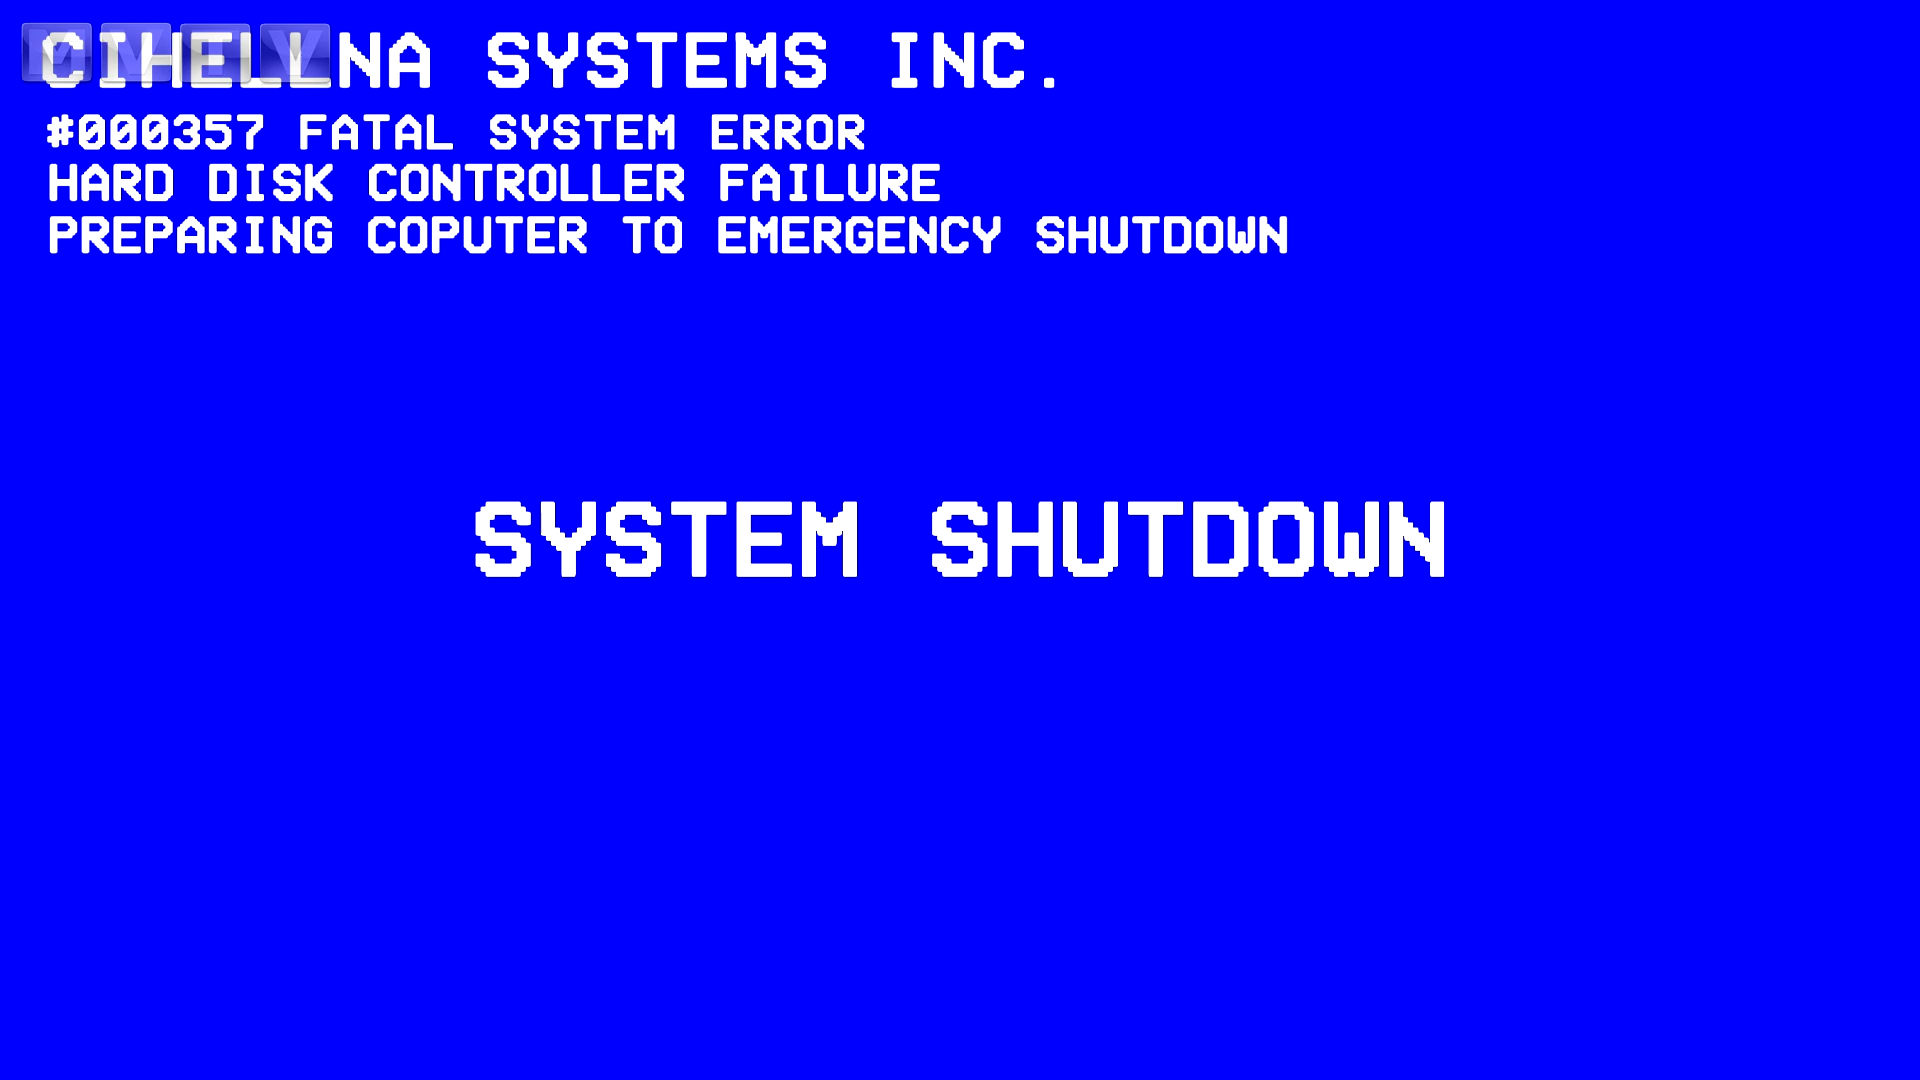 CIHELLNA SYSTEMS INC.
#000357 FATAL SYSTEM ERROR
HARD DISK CONTROLLER FAILURE
PREPARING COPUTER TO EMERGENCY SHUTDOWN
SYSTEM SHUTDOWN